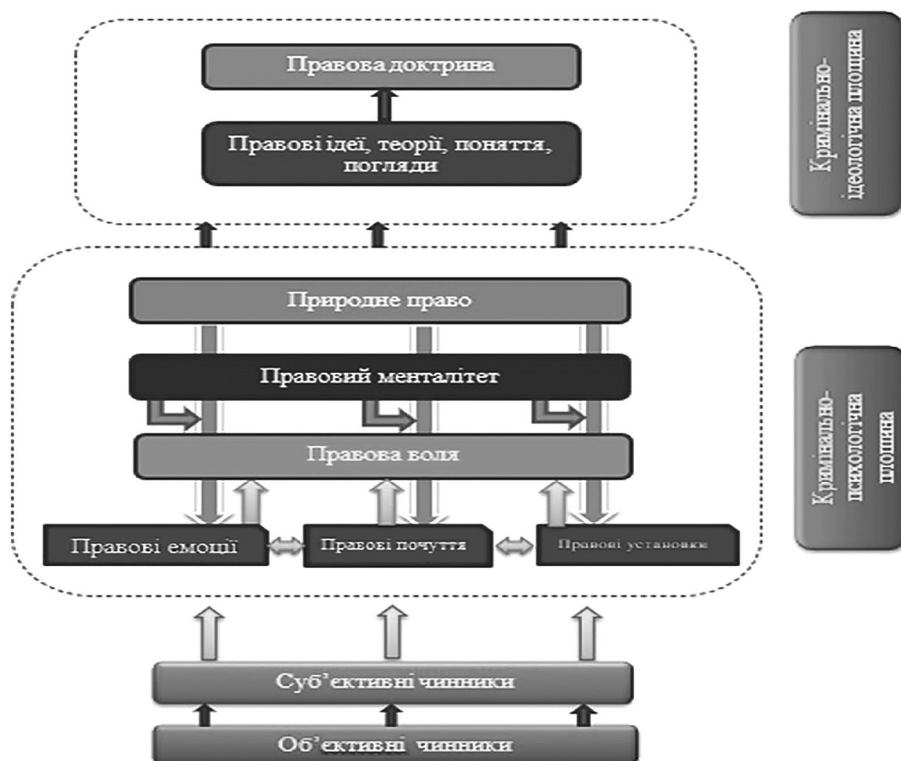 Правова доктрина
Правові ідеї, теорії, поняття,
погляди
Кримінально-
ідеологічна площина
Природне право
Правовий менталітет
Правова воля
Правові емоції
Правові почуття
Правові установки
Кримінально-
психологічна
площина
Суб’єктивні чинники
Об’єктивні чинники